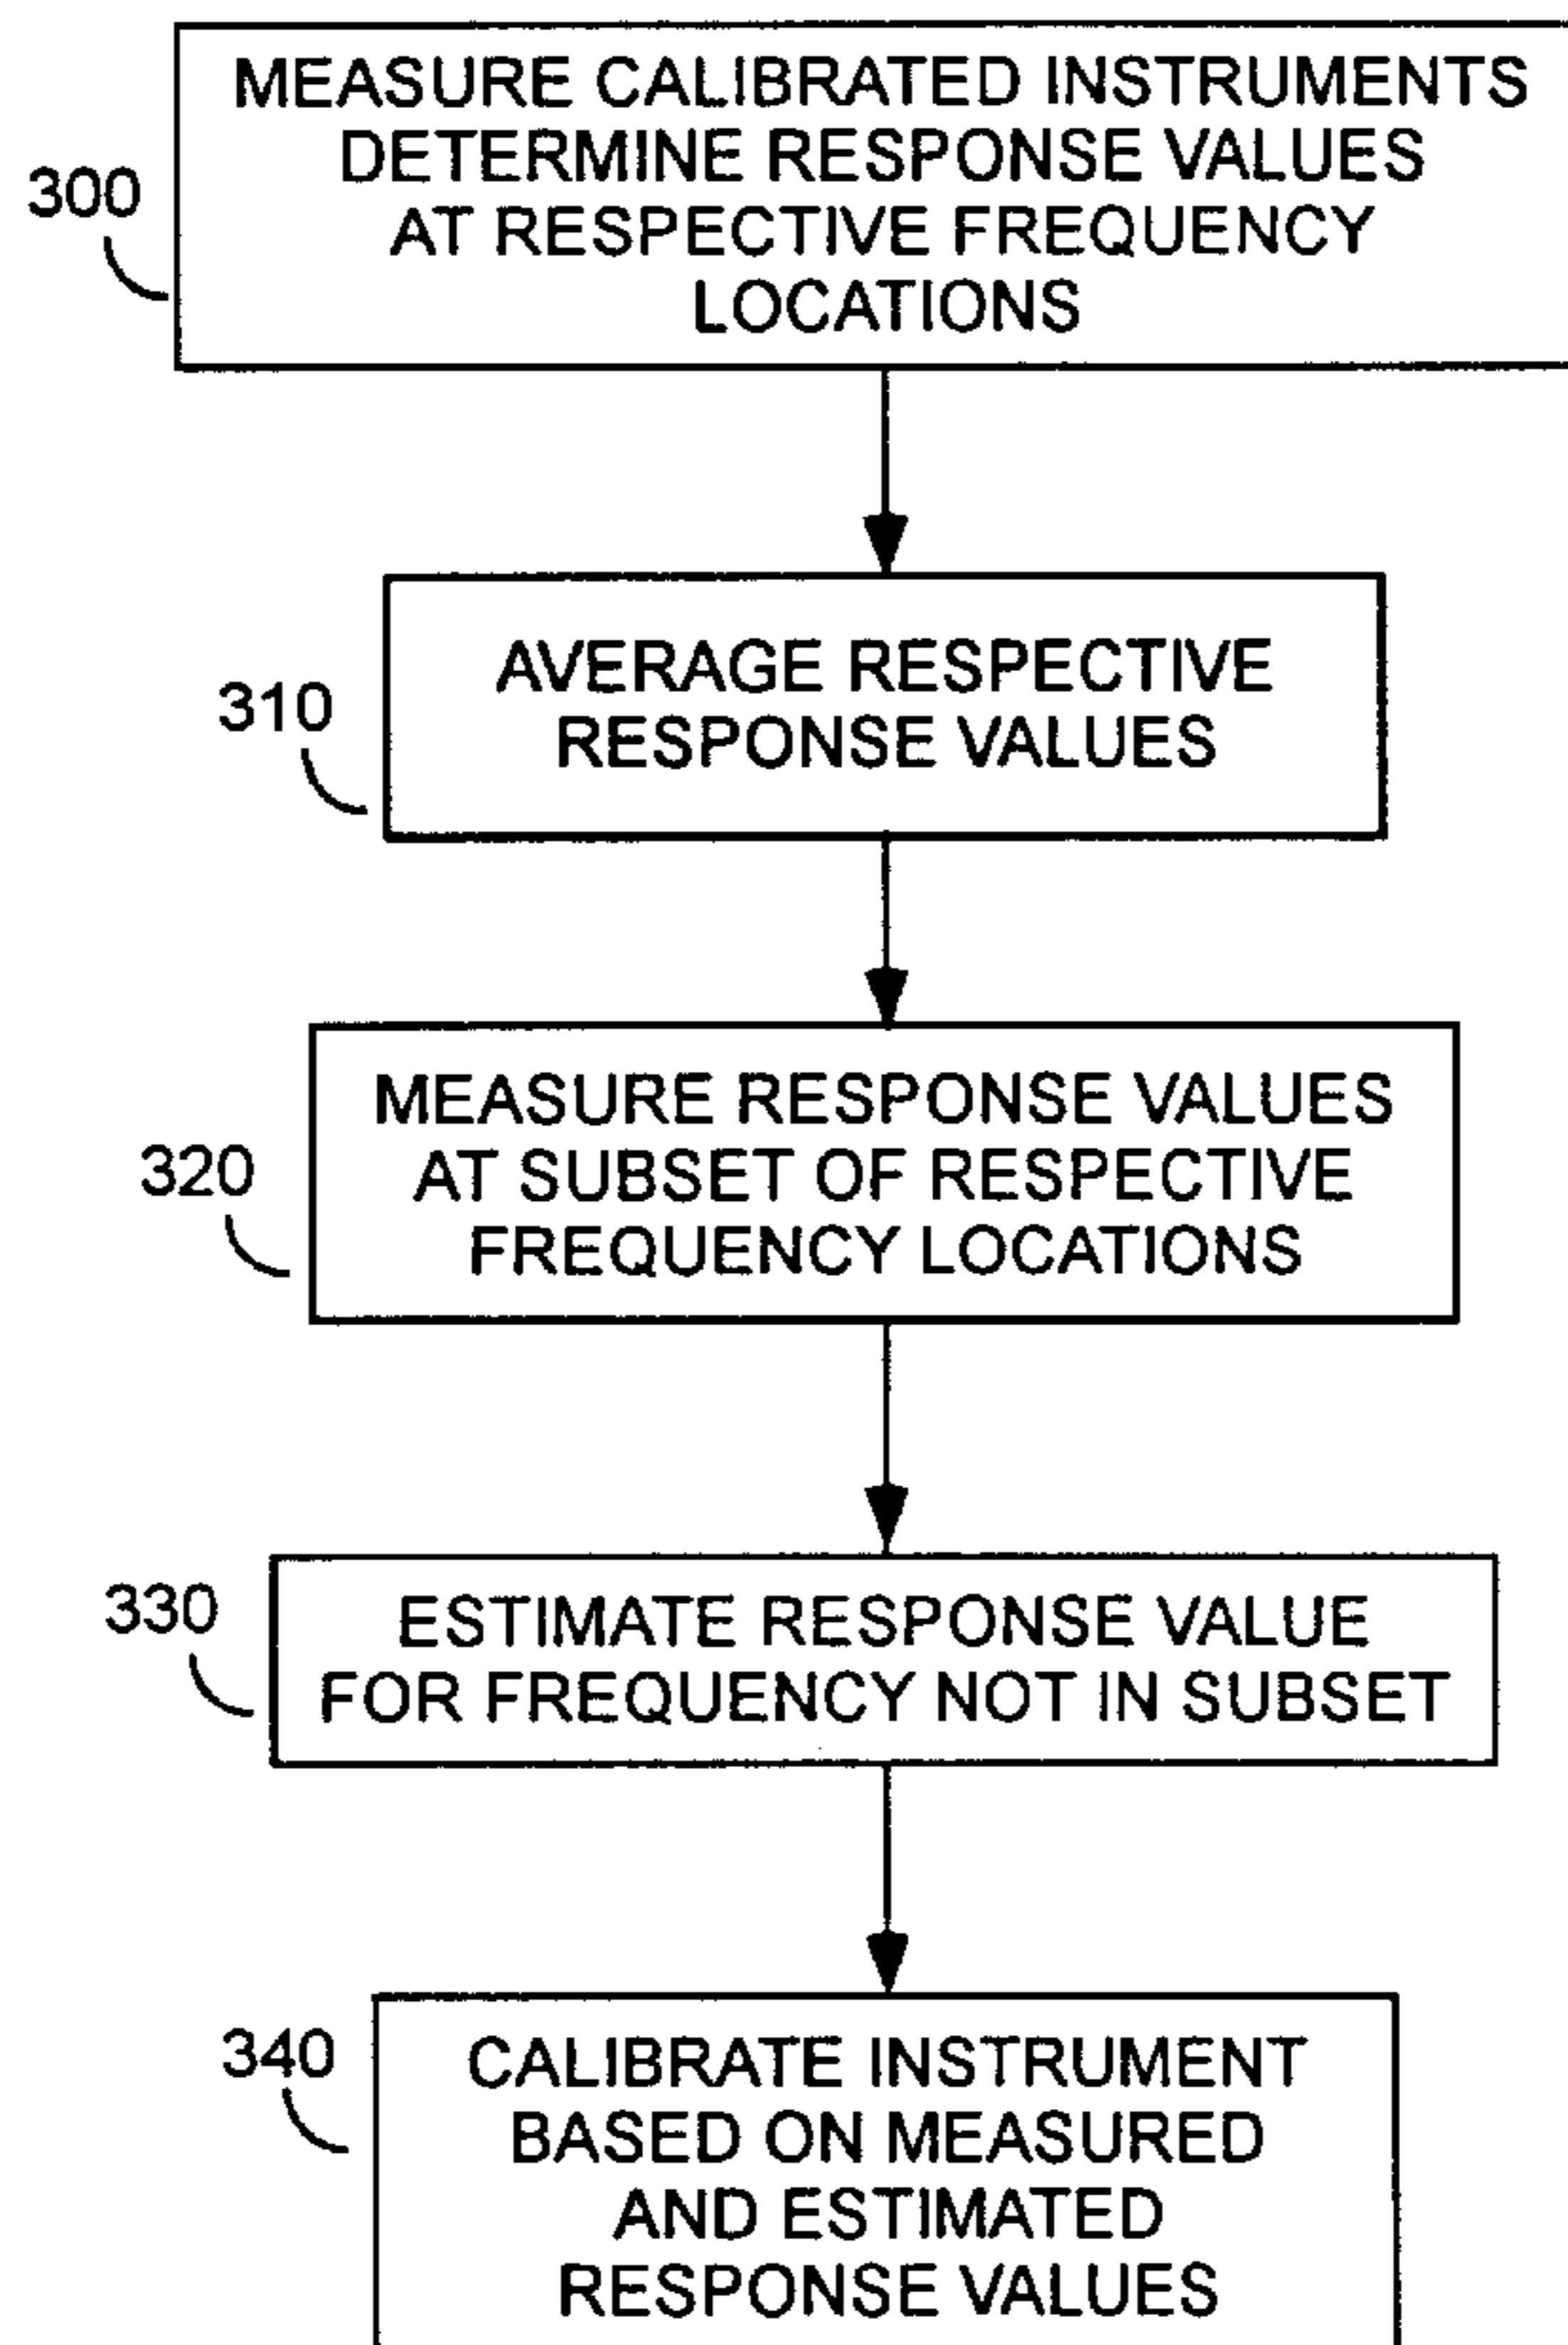 MEASURE CALIBRATED INSTRUMENTS
DETERMINE RESPONSE VALUES
AT RESPECTIVE FREQUENCY
LOCATIONS
300
AVERAGE RESPECTIVE
RESPONSE VALUES
310
MEASURE RESPONSE VALUES
AT SUBSET OF RESPECTIVE
FREQUENCY LOCATIONS
320
ESTIMATE RESPONSE VALUE
FOR FREQUENCY NOT IN SUBSET
330
CALIBRATE INSTRUMENT
BASED ON MEASURED
AND ESTIMATED
RESPONSE VALUES
340